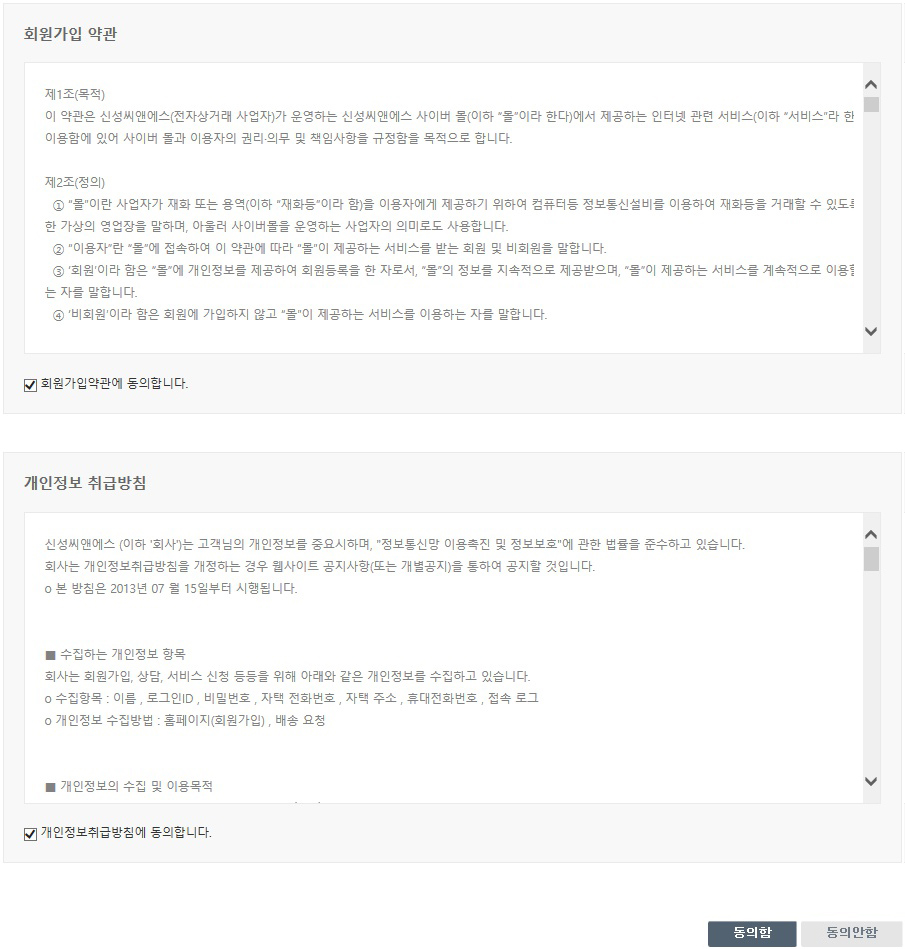 회원가입 약관
제1조(목적)
이 약관은 신성씨앤에스(전자상거래 사업자)가 운영하는 신성씨앤에스 사이버 몰(이하 “몰”이라 한다)에서 제공하는 인터넷 관련 서비스(이하 “서비스”라 한
이용함에 있어 사이버 몰과 이용자의 권리·의무 및 책임사항을 규정함을 목적으로 합니다.
제2조(정의)
① “몰”이란 사업자가 재화 또는 용역(이하 “재화등”이라 함)을 이용자에게 제공하기 위하여 컴퓨터등 정보통신설비를 이용하여 재화등을 거래할 수 있도록
한 가상의 영업장을 말하며, 아울러 사이버몰을 운영하는 사업자의 의미로도 사용합니다.
② “이용자”란 “몰”에 접속하여 이 약관에 따라 “몰”이 제공하는 서비스를 받는 회원 및 비회원을 말합니다.
③ ‘회원’이라 함은 “몰”에 개인정보를 제공하여 회원등록을 한 자로서, “몰”의 정보를 지속적으로 제공받으며, “몰”이 제공하는 서비스를 계속적으로 이용할
는 자를 말합니다.
④ ‘비회원’이라 함은 회원에 가입하지 않고 “몰”이 제공하는 서비스를 이용하는 자를 말합니다.
회원가입약관에 동의합니다.
개인정보 취급방침
신성씨앤에스 (이하 '회사')는 고객님의 개인정보를 중요시하며, "정보통신망 이용촉진 및 정보보호"에 관한 법률을 준수하고 있습니다.
회사는 개인정보취급방침을 개정하는 경우 웹사이트 공지사항(또는 개별공지)을 통하여 공지할 것입니다.
ο 본 방침은 2013년 07 월 15일부터 시행됩니다.
■ 수집하는 개인정보 항목
회사는 회원가입, 상담, 서비스 신청 등등을 위해 아래와 같은 개인정보를 수집하고 있습니다.
ο 수집항목 : 이름 , 로그인ID , 비밀번호 , 자택 전화번호 , 자택 주소 , 휴대전화번호 , 접속 로그
ο 개인정보 수집방법 : 홈페이지(회원가입) , 배송 요청
■ 개인정보의 수집 및 이용목적
개인정보취급방침에 동의합니다.
동의함
동의안함